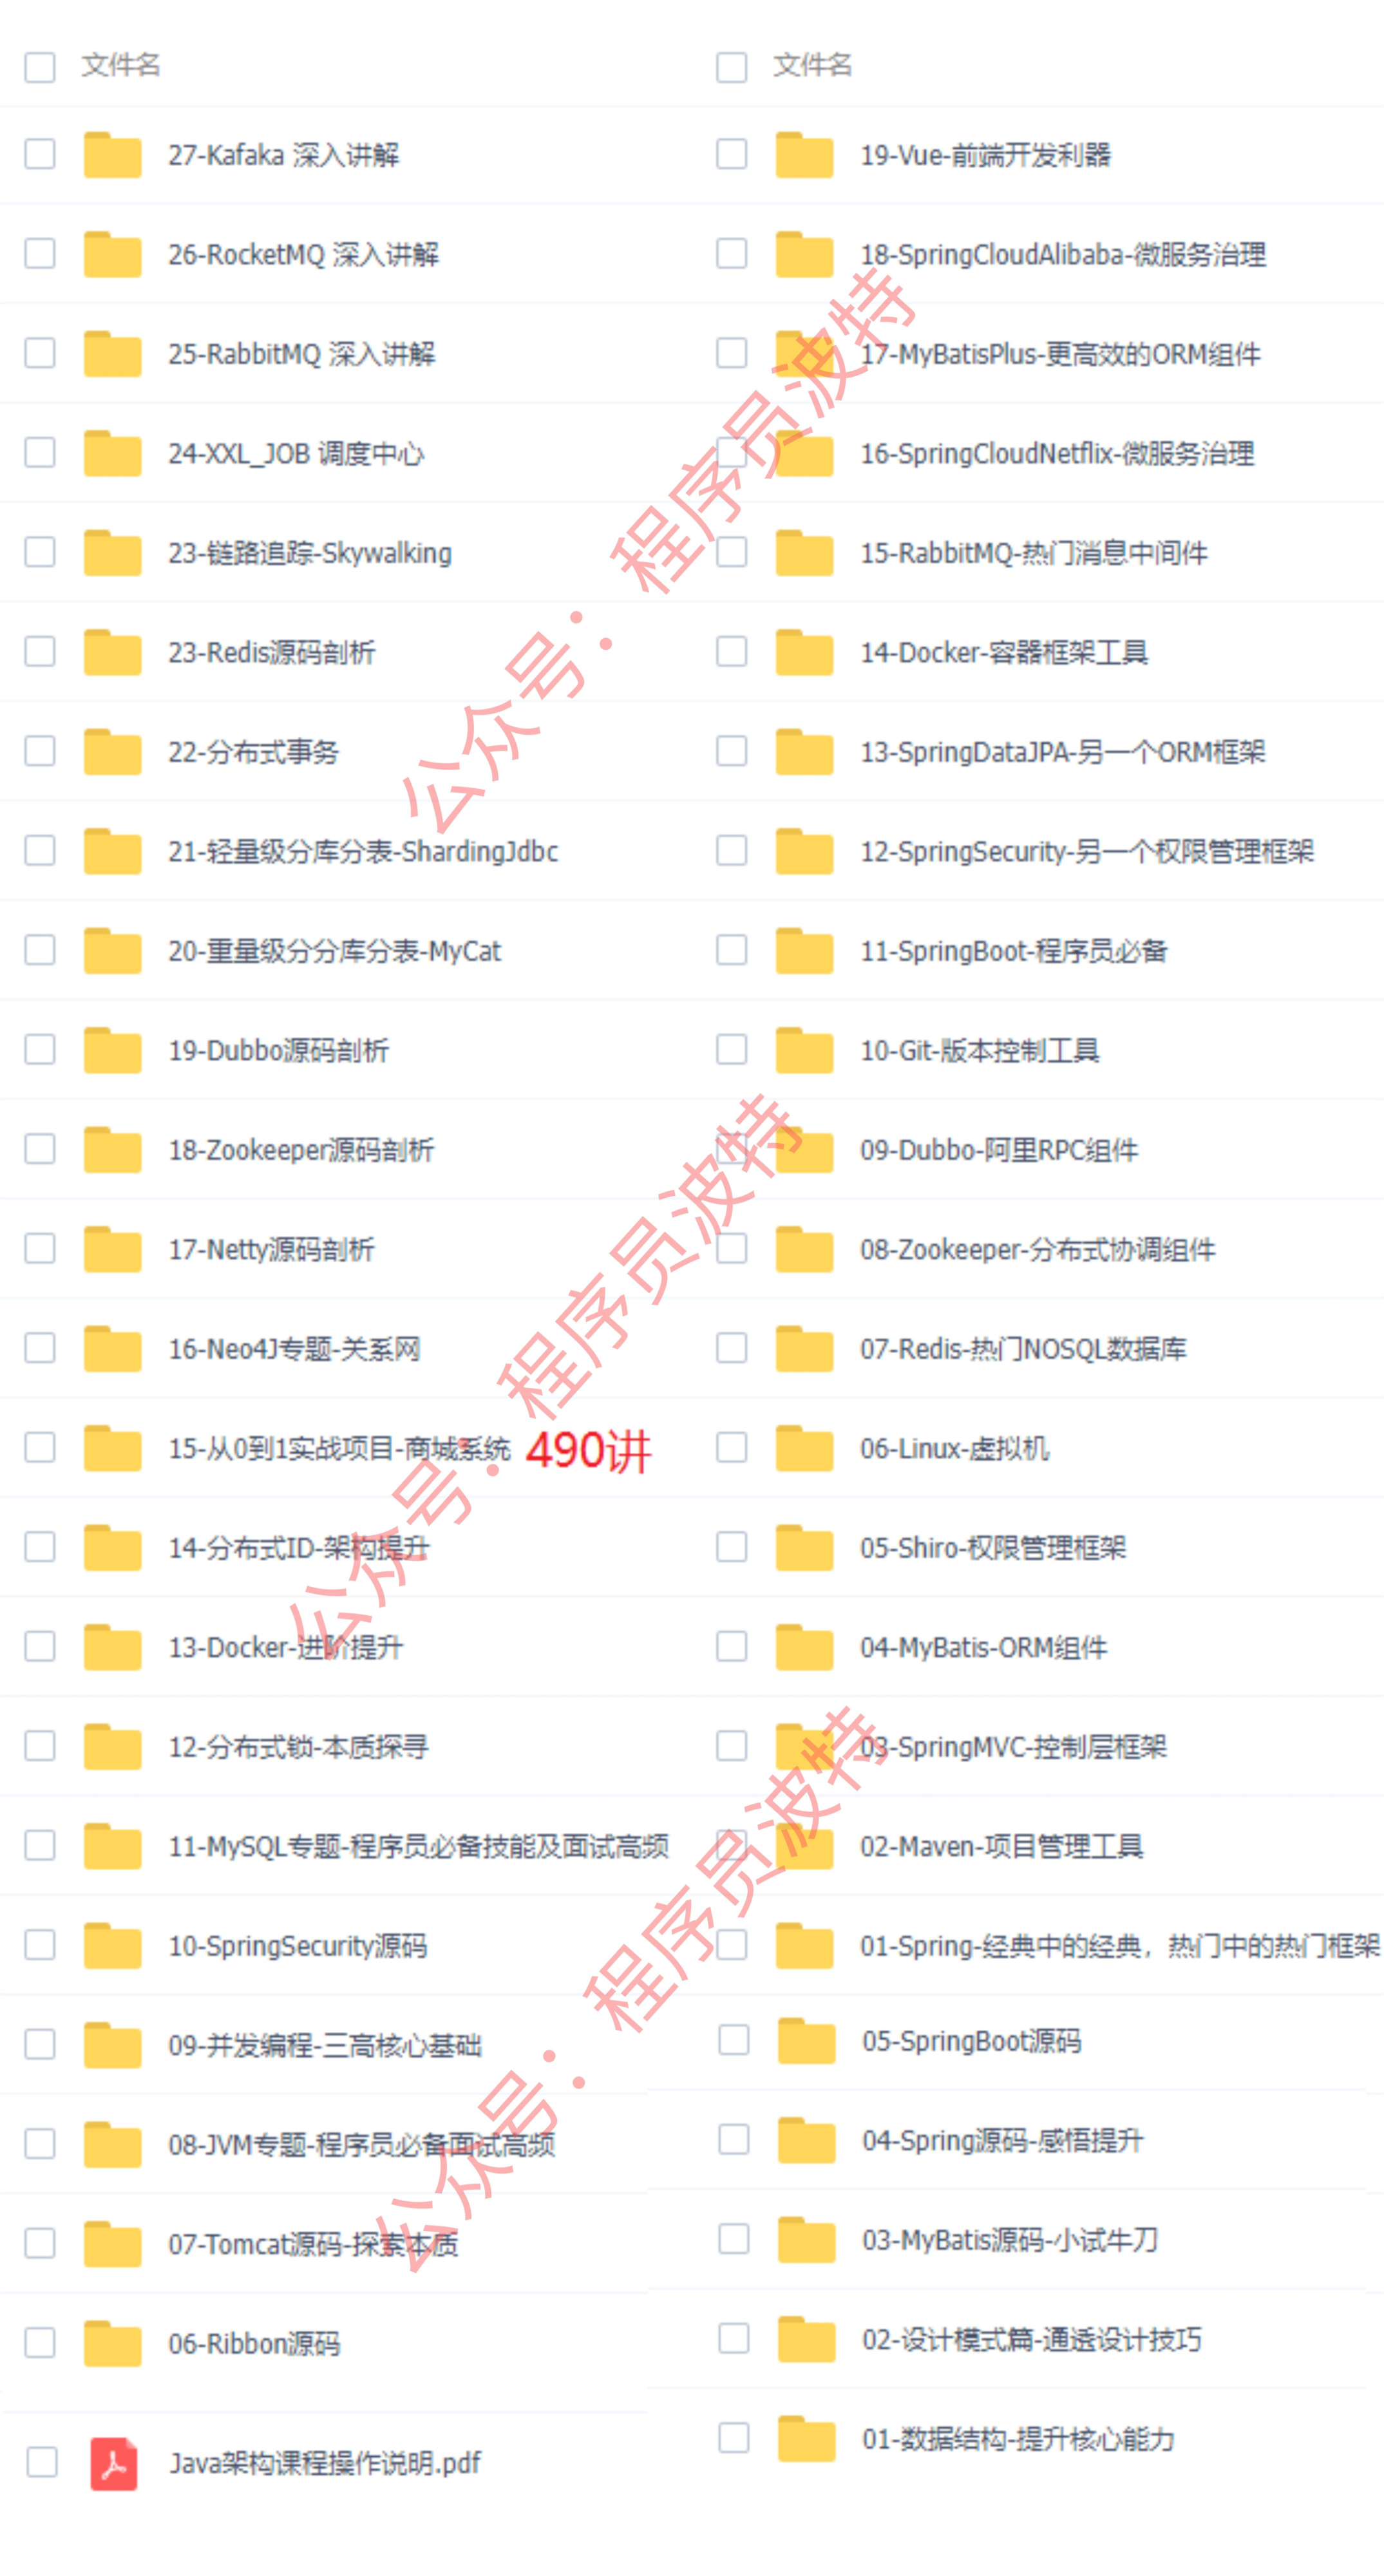 文件名
27-Kafaka 深入讲解
26-RocketMQ 深入讲解
25-RabbitMQ 深入讲解
24-XXL_JOB 调度中心
23-链路追踪-Skywalking
23-Redis源码剖析
22-分布式事务
21-轻量级分库分表-ShardingJdbc
20-重量级分分库分表-MyCat
19-Dubbo源码剖析
18-Zookeeper源码剖析
17-Netty源码剖析
16-Neo4J专题-关系网
15-从0到1实战项目-商城系统 490讲
14-分布式ID-架构提升
13-Docker-进阶提升
12-分布式锁-本质探寻
11-MySQL专题-程序员必备技能及面试高频
10-SpringSecurity源码
09-并发编程-三高核心基础
08-JVM专题-程序员必备面试高频
07-Tomcat源码-探索本质
06-Ribbon源码
Java架构课程操作说明.pdf
文件名
19-Vue-前端开发利器
18-SpringCloudAlibaba-微服务治理
17-MyBatisPlus-更高效的ORM组件
16-SpringCloudNetflix-微服务治理
15-RabbitMQ-热门消息中间件
14-Docker-容器框架工具
13-SpringDataJPA-另一个ORM框架
12-SpringSecurity-另一个权限管理框架
11-SpringBoot-程序员必备
10-Git-版本控制工具
09-Dubbo-阿里RPC组件
08-Zookeeper-分布式协调组件
07-Redis-热门NOSQL数据库
06-Linux-虚拟机
05-Shiro-权限管理框架
04-MyBatis-ORM组件
03-SpringMVC-控制层框架
02-Maven-项目管理工具
01-Spring-经典中的经典，热门中的热门框架
05-SpringBoot源码
04-Spring源码-感悟提升
03-MyBatis源码-小试牛刀
02-设计模式篇-通透设计技巧
01-数据结构-提升核心能力
公众号：程序员波特
公众号：程序员波特
公众号：程序员波特